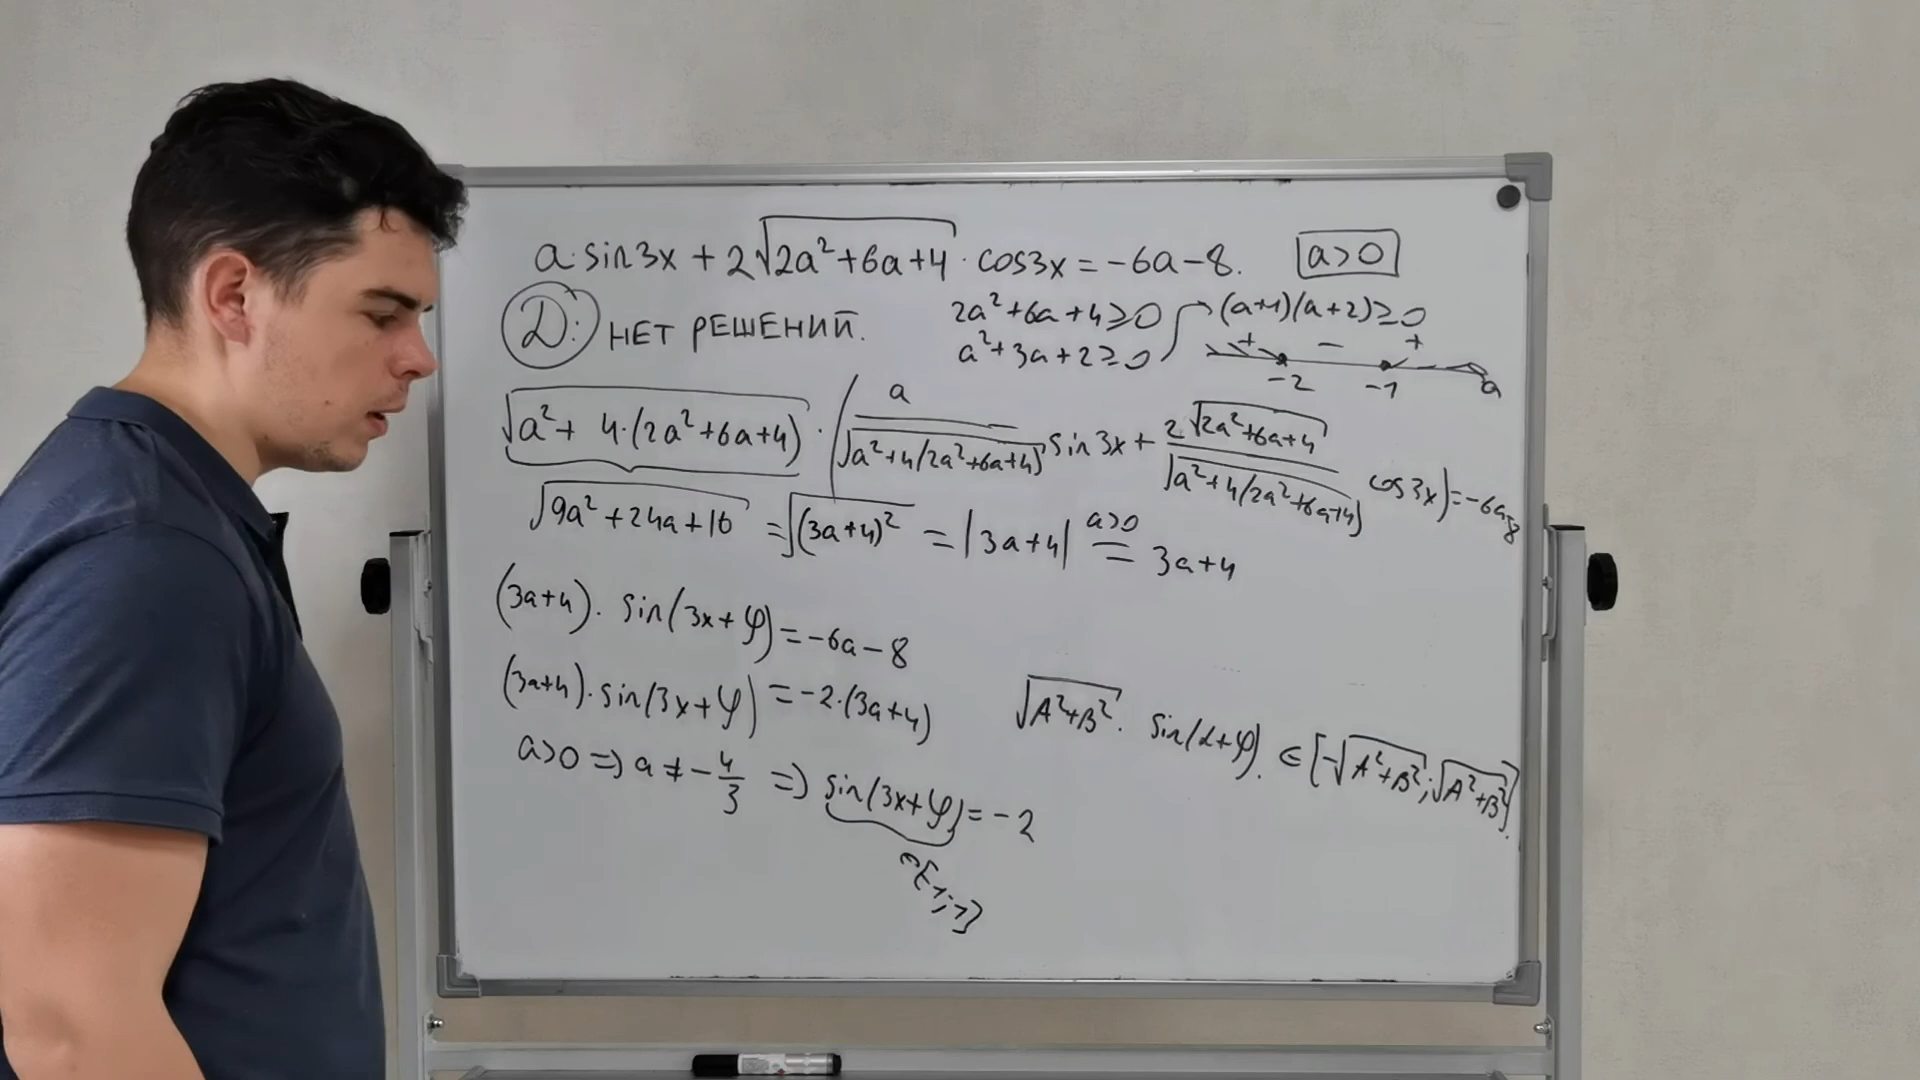 a·sin3x + 2√(2a²+6a+4)·cos3x = -6a-8. a>0
Д: НЕТ РЕШЕНИЙ.
2a²+6a+4≥0 → (a+1)(a+2)≥0
a²+3a+2≥0
+ - +
-2 -1 a
√(a²+4·(2a²+6a+4))·(a/√(a²+4(2a²+6a+4)) sin3x + 2√(2a²+6a+4)/√(a²+4(2a²+6a+4)) cos3x) = -6a-8
√(9a²+24a+16) = √((3a+4)²) = |3a+4| a>0 = 3a+4
(3a+4)·sin(3x+φ) = -6a-8
(3a+4)·sin(3x+φ) = -2·(3a+4)
√(A²+B²)·sin(α+φ). ∈ [-√(A²+B²);√(A²+B²)].
a>0 ⇒ a≠-4/3 ⇒ sin(3x+φ) = -2
∈[-1;1]